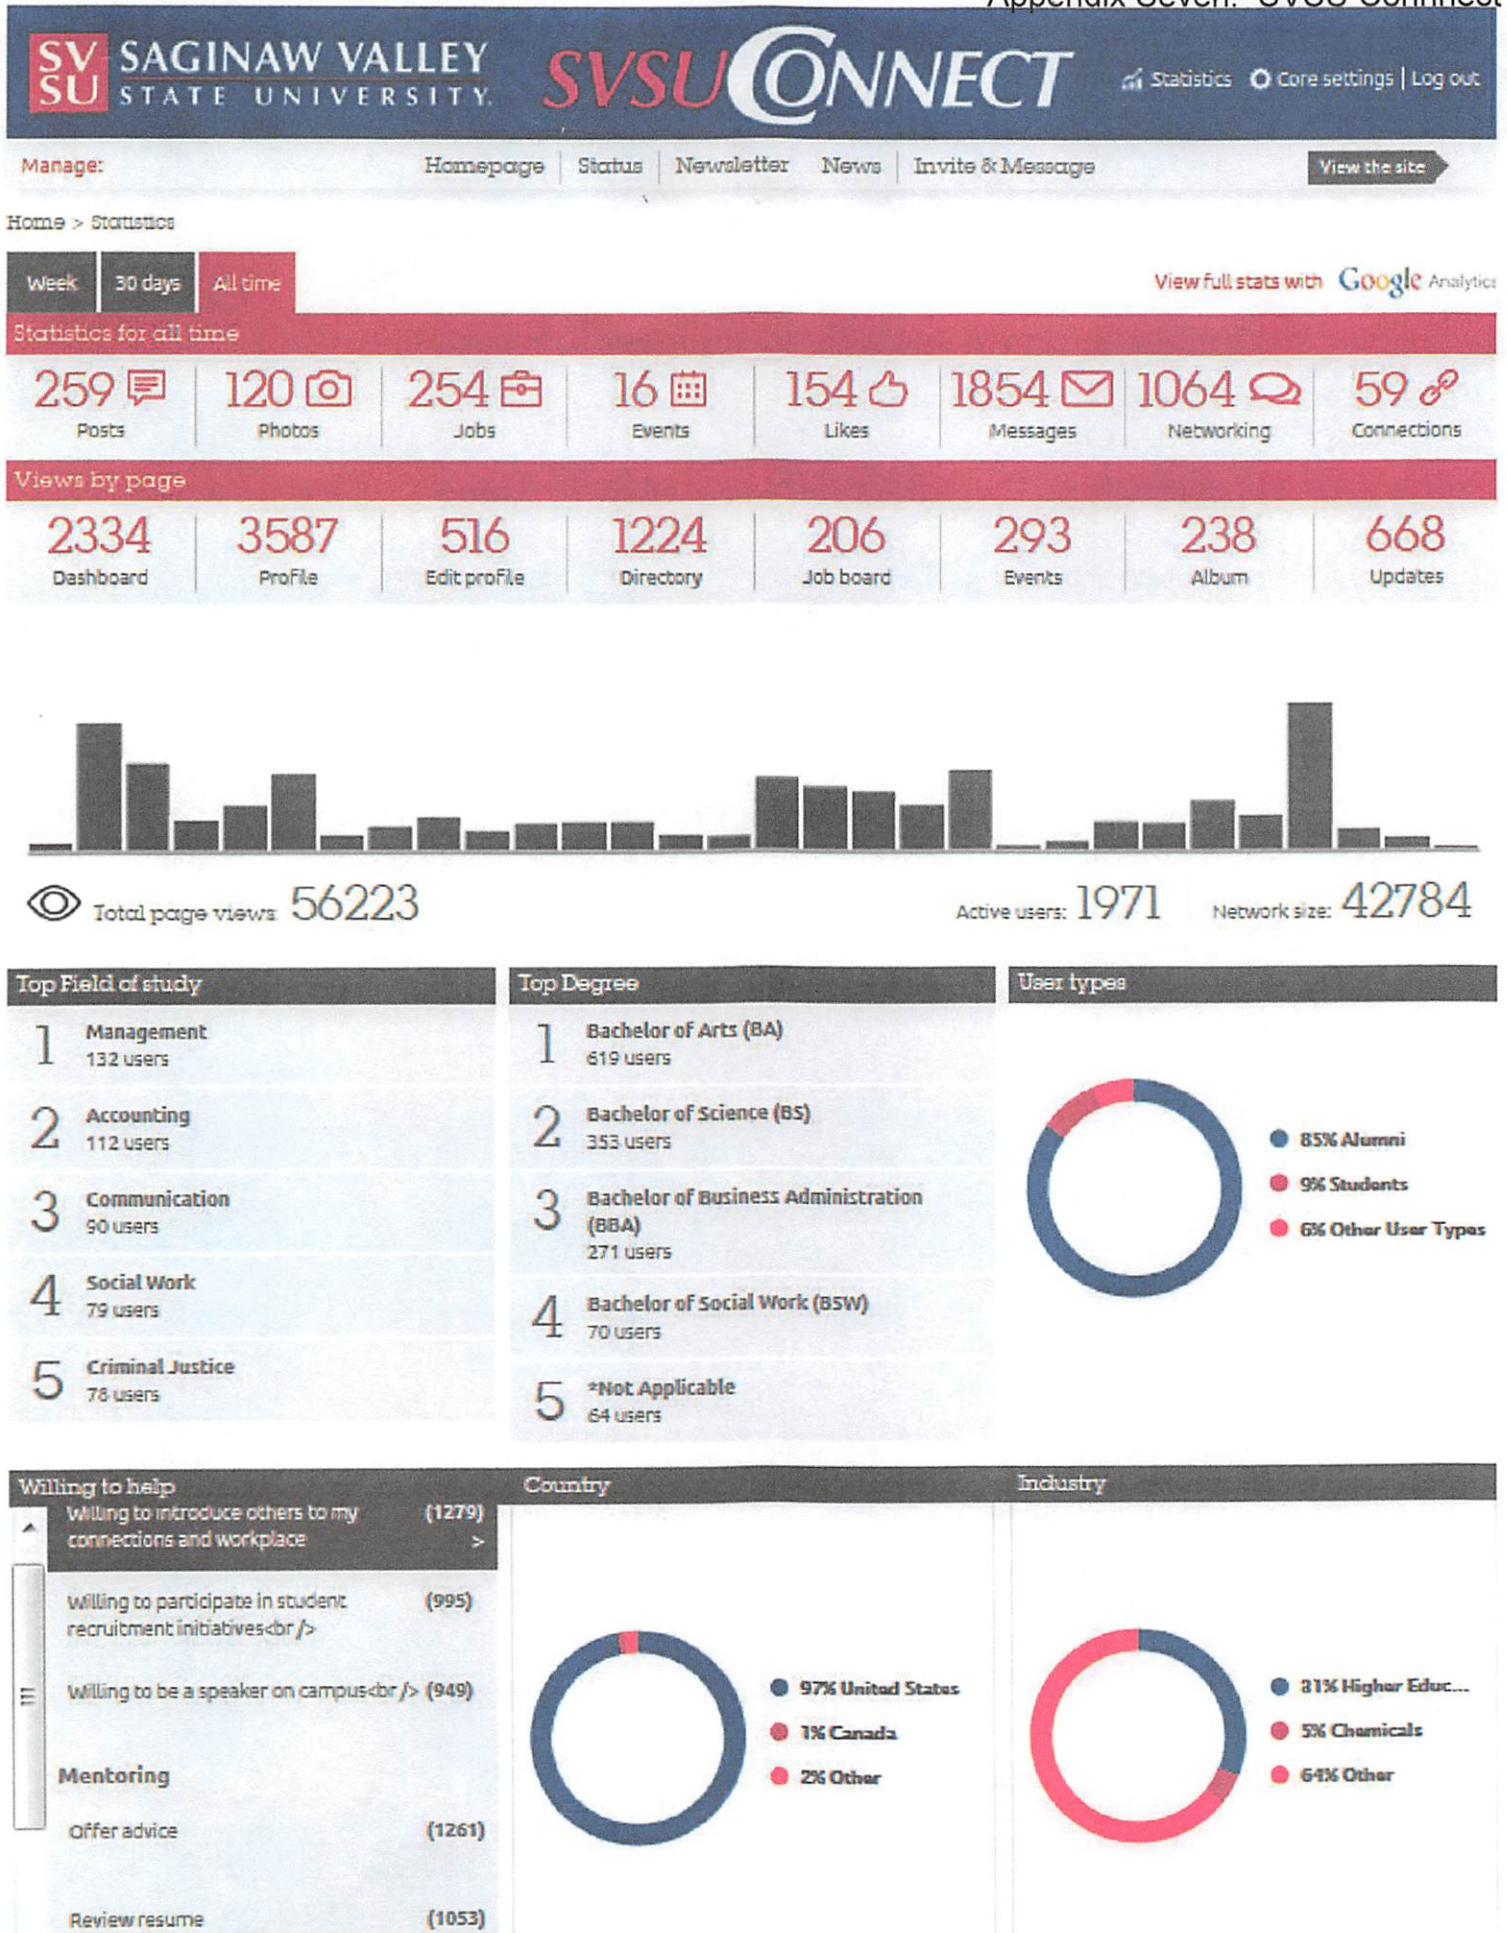 Appendix Seven: SVSU Connnect
SV
SU
SAGINAW VALLEY
STATE UNIVERSITY.
SVSU CONNECT
Statistics Core settings | Log out
Manage:
Homepage Status Newsletter News Invite & Message
View the site
Home > Statistics
Week 30 days All time
View full stats with Google Analytics
Statistics for all time
259 120 254 16 154 1854 1064 59
Posts Photos Jobs Events Likes Messages Networking Connections
Views by page
2334 3587 516 1224 206 293 238 668
Dashboard Profile Edit profile Directory Job board Events Album Updates
Total page views: 56223
Active users: 1971 Network size: 42784
Top Field of study
1 Management
132 users
2 Accounting
112 users
3 Communication
90 users
4 Social Work
79 users
5 Criminal Justice
78 users
Top Degree
1 Bachelor of Arts (BA)
619 users
2 Bachelor of Science (BS)
353 users
3 Bachelor of Business Administration
(BBA)
271 users
4 Bachelor of Social Work (BSW)
70 users
5 *Not Applicable
64 users
User types
85% Alumni
9% Students
6% Other User Types
Willing to help
Willing to introduce others to my (1279)
connections and workplace >
Willing to participate in student (995)
recruitment initiatives<br/>
Willing to be a speaker on campus<br/> (949)
Mentoring
Offer advice (1261)
Review resume (1053)
Country
97% United States
1% Canada
2% Other
Industry
31% Higher Educ...
5% Chemicals
64% Other